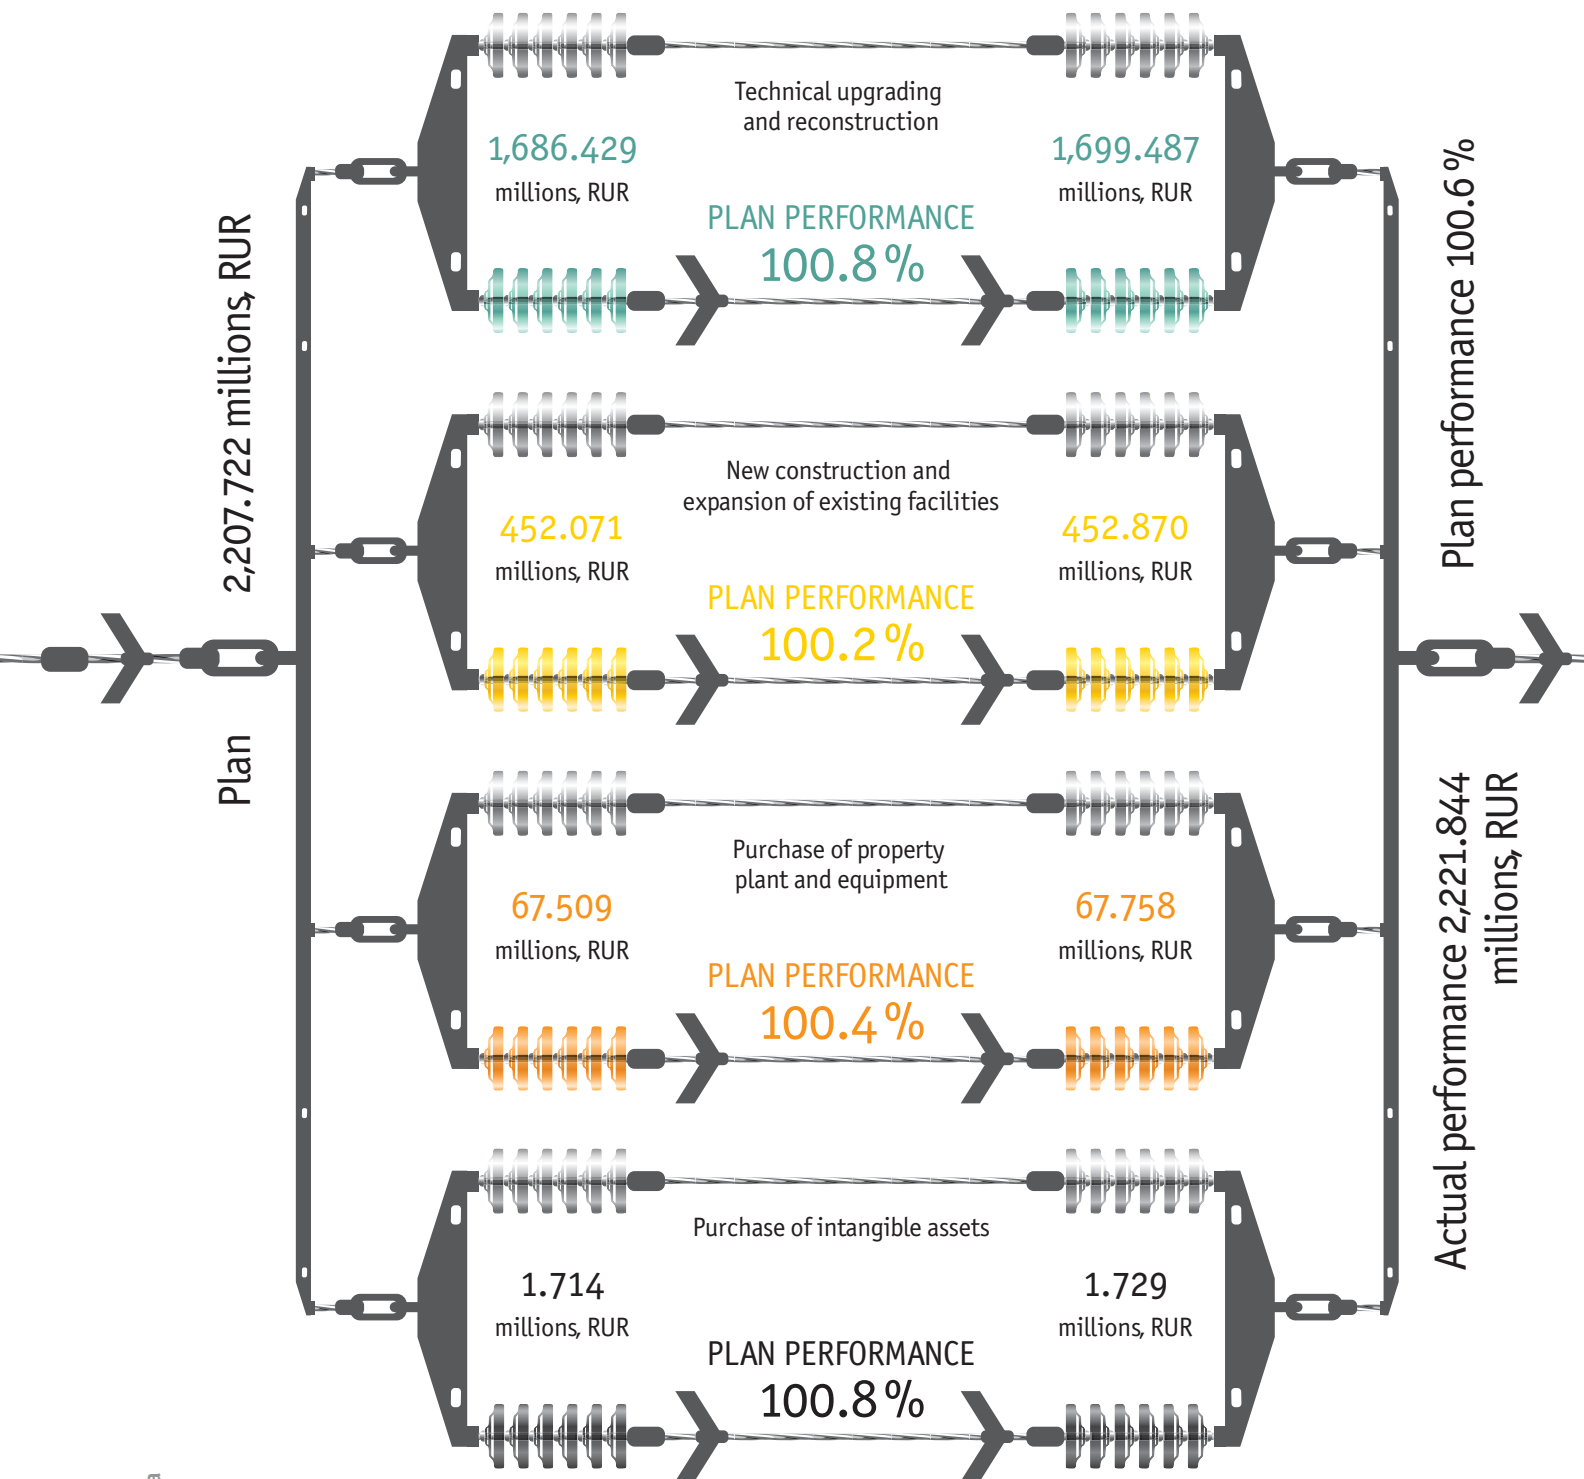 Plan 2,207.722 millions, RUR
Technical upgrading
and reconstruction
1,686.429
millions, RUR
1,699.487
millions, RUR
PLAN PERFORMANCE
100.8 %
New construction and
expansion of existing facilities
452.071
millions, RUR
452.870
millions, RUR
PLAN PERFORMANCE
100.2 %
Purchase of property
plant and equipment
67.509
millions, RUR
67.758
millions, RUR
PLAN PERFORMANCE
100.4 %
Purchase of intangible assets
1.714
millions, RUR
1.729
millions, RUR
PLAN PERFORMANCE
100.8 %
Actual performance 2,221.844
millions, RUR
Plan performance 100.6 %